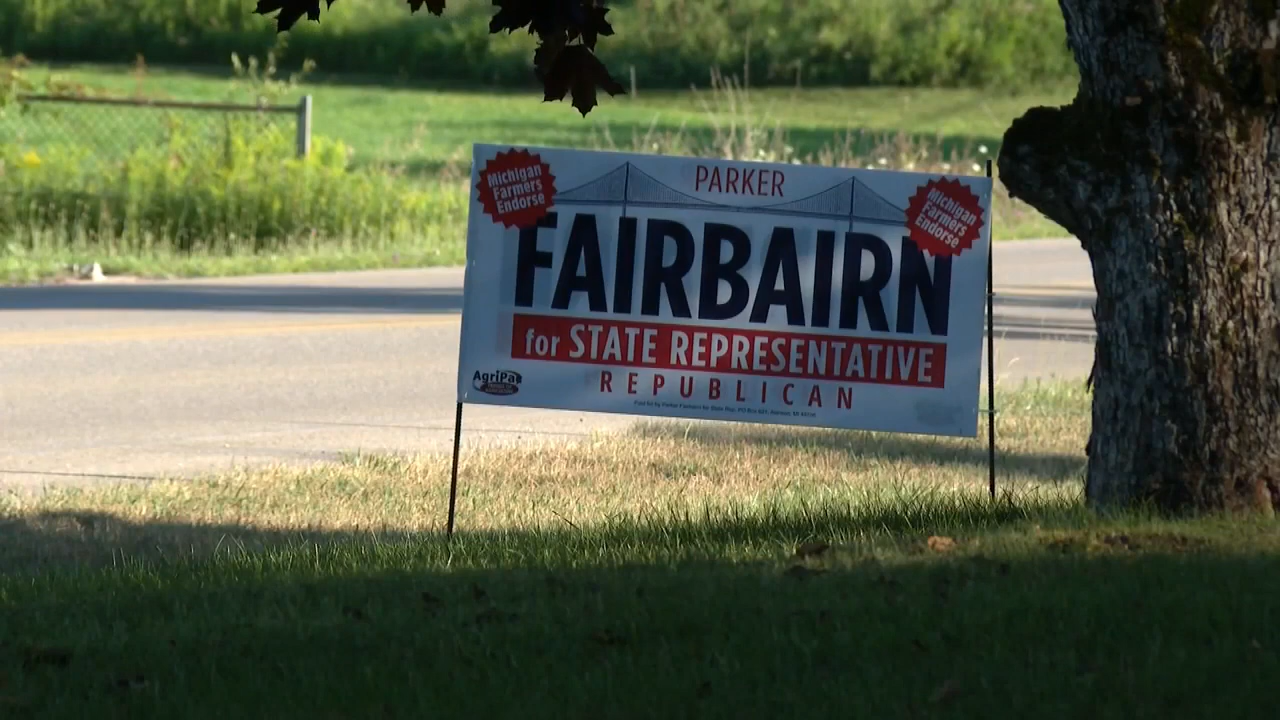 PARKER
Michigan
Farmers
Endorse
Michigan
Farmers
Endorse
FAIRBAIRN
for STATE REPRESENTATIVE
REPUBLICAN
AgriPac